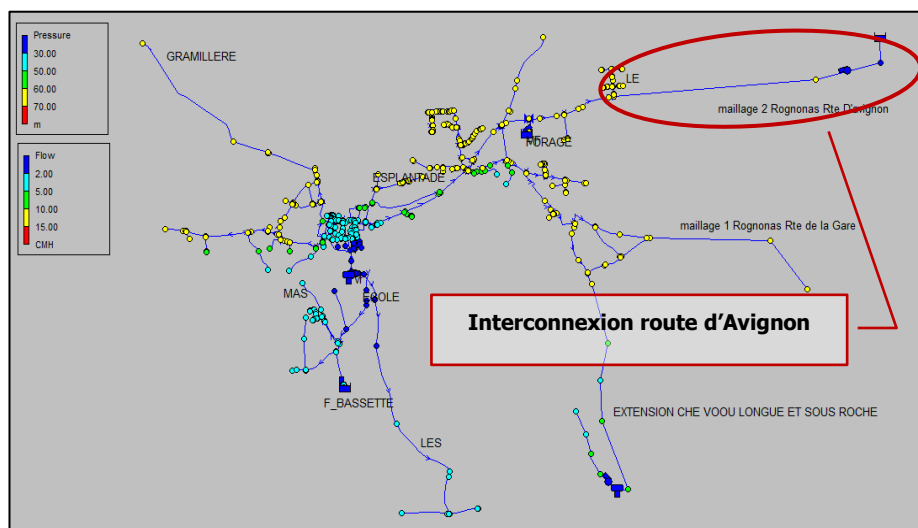 Pressure
30.00
50.00
60.00
70.00
m
Flow
2.00
5.00
10.00
15.00
CMH
GRAMILLERE
LE
maillage 2 Rognonas Rte D'avignon
FORAGE
ESPLANTADE
maillage 1 Rognonas Rte de la Gare
MAS
ECOLE
Interconnexion route d'Avignon
F_BASSETTE
EXTENSION CHE VOOU LONGUE ET SOUS ROCHE
LES